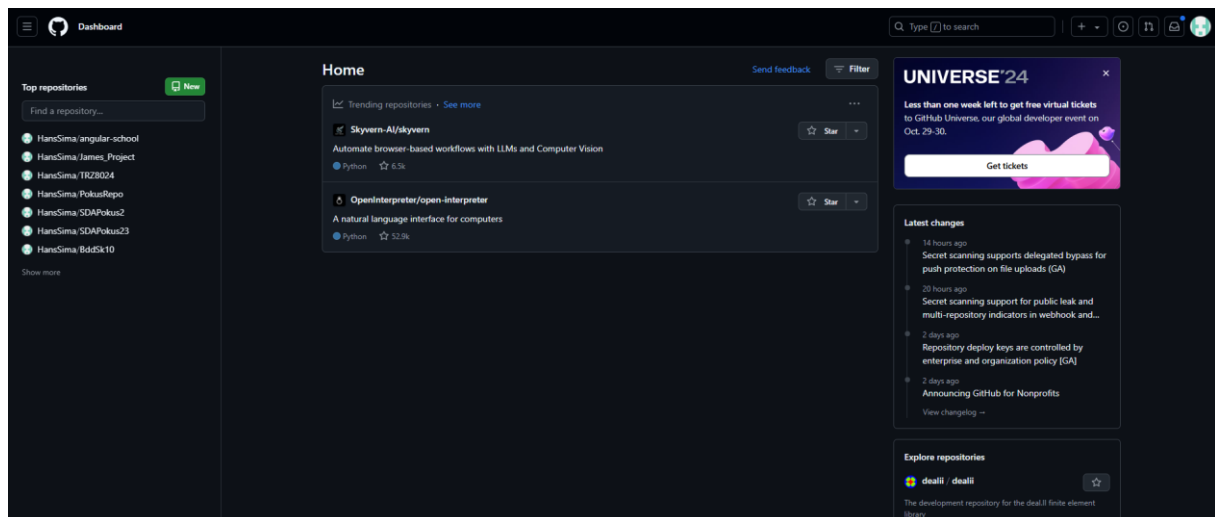 Dashboard
Type / to search
Top repositories
New
Find a repository...
HansSima/angular-school
HansSima/James_Project
HansSima/TRZ8024
HansSima/PokusRepo
HansSima/SDAPokus2
HansSima/SDAPokus23
HansSima/BddSk10
Show more
Home
Send feedback
Filter
Trending repositories · See more
Skyvern-AI/skyvern
Star
Automate browser-based workflows with LLMs and Computer Vision
Python 6.5k
OpenInterpreter/open-interpreter
Star
A natural language interface for computers
Python 52.9k
UNIVERSE'24
Less than one week left to get free virtual tickets
to GitHub Universe, our global developer event on
Oct. 29-30.
Get tickets
Latest changes
14 hours ago
Secret scanning supports delegated bypass for
push protection on file uploads (GA)
20 hours ago
Secret scanning support for public leak and
multi-repository indicators in webhook and...
2 days ago
Repository deploy keys are controlled by
enterprise and organization policy [GA]
2 days ago
Announcing GitHub for Nonprofits
View changelog →
Explore repositories
dealii / dealii
The development repository for the deal.II finite element
library